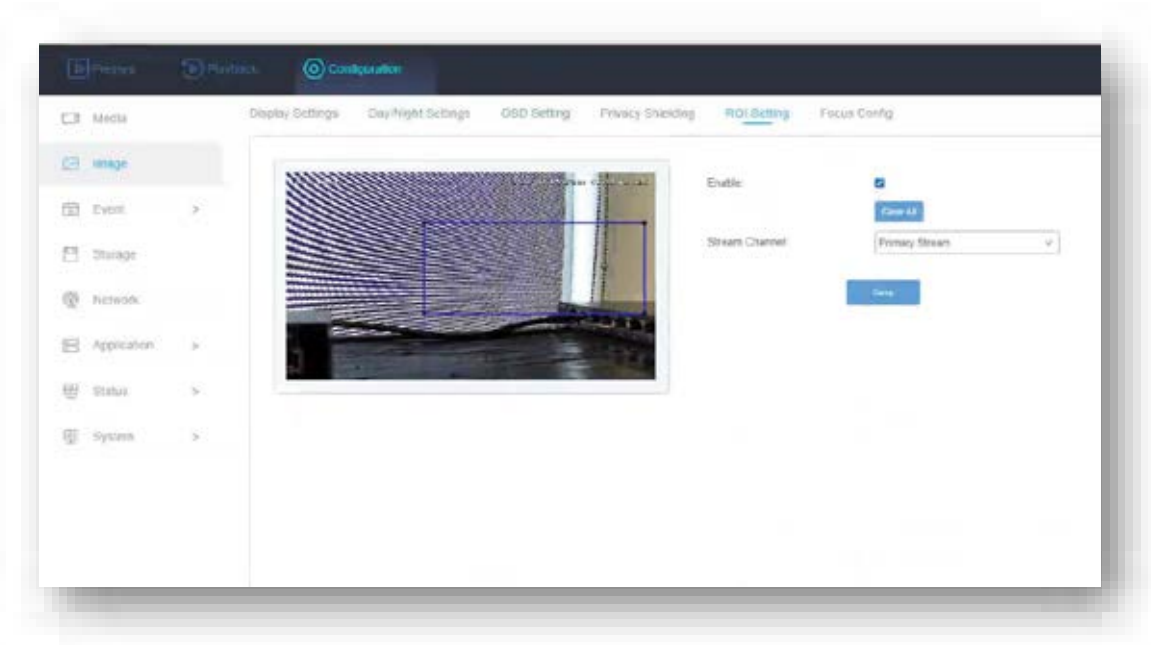 Preview Playback Configuration
Media
Display Settings Day/Night Settings OSD Setting Privacy Shielding ROI Setting Focus Config
Image
Enable
Event >
Clear All
Storage
Stream Channel Primary Stream
Network
Save
Application >
Status >
System >